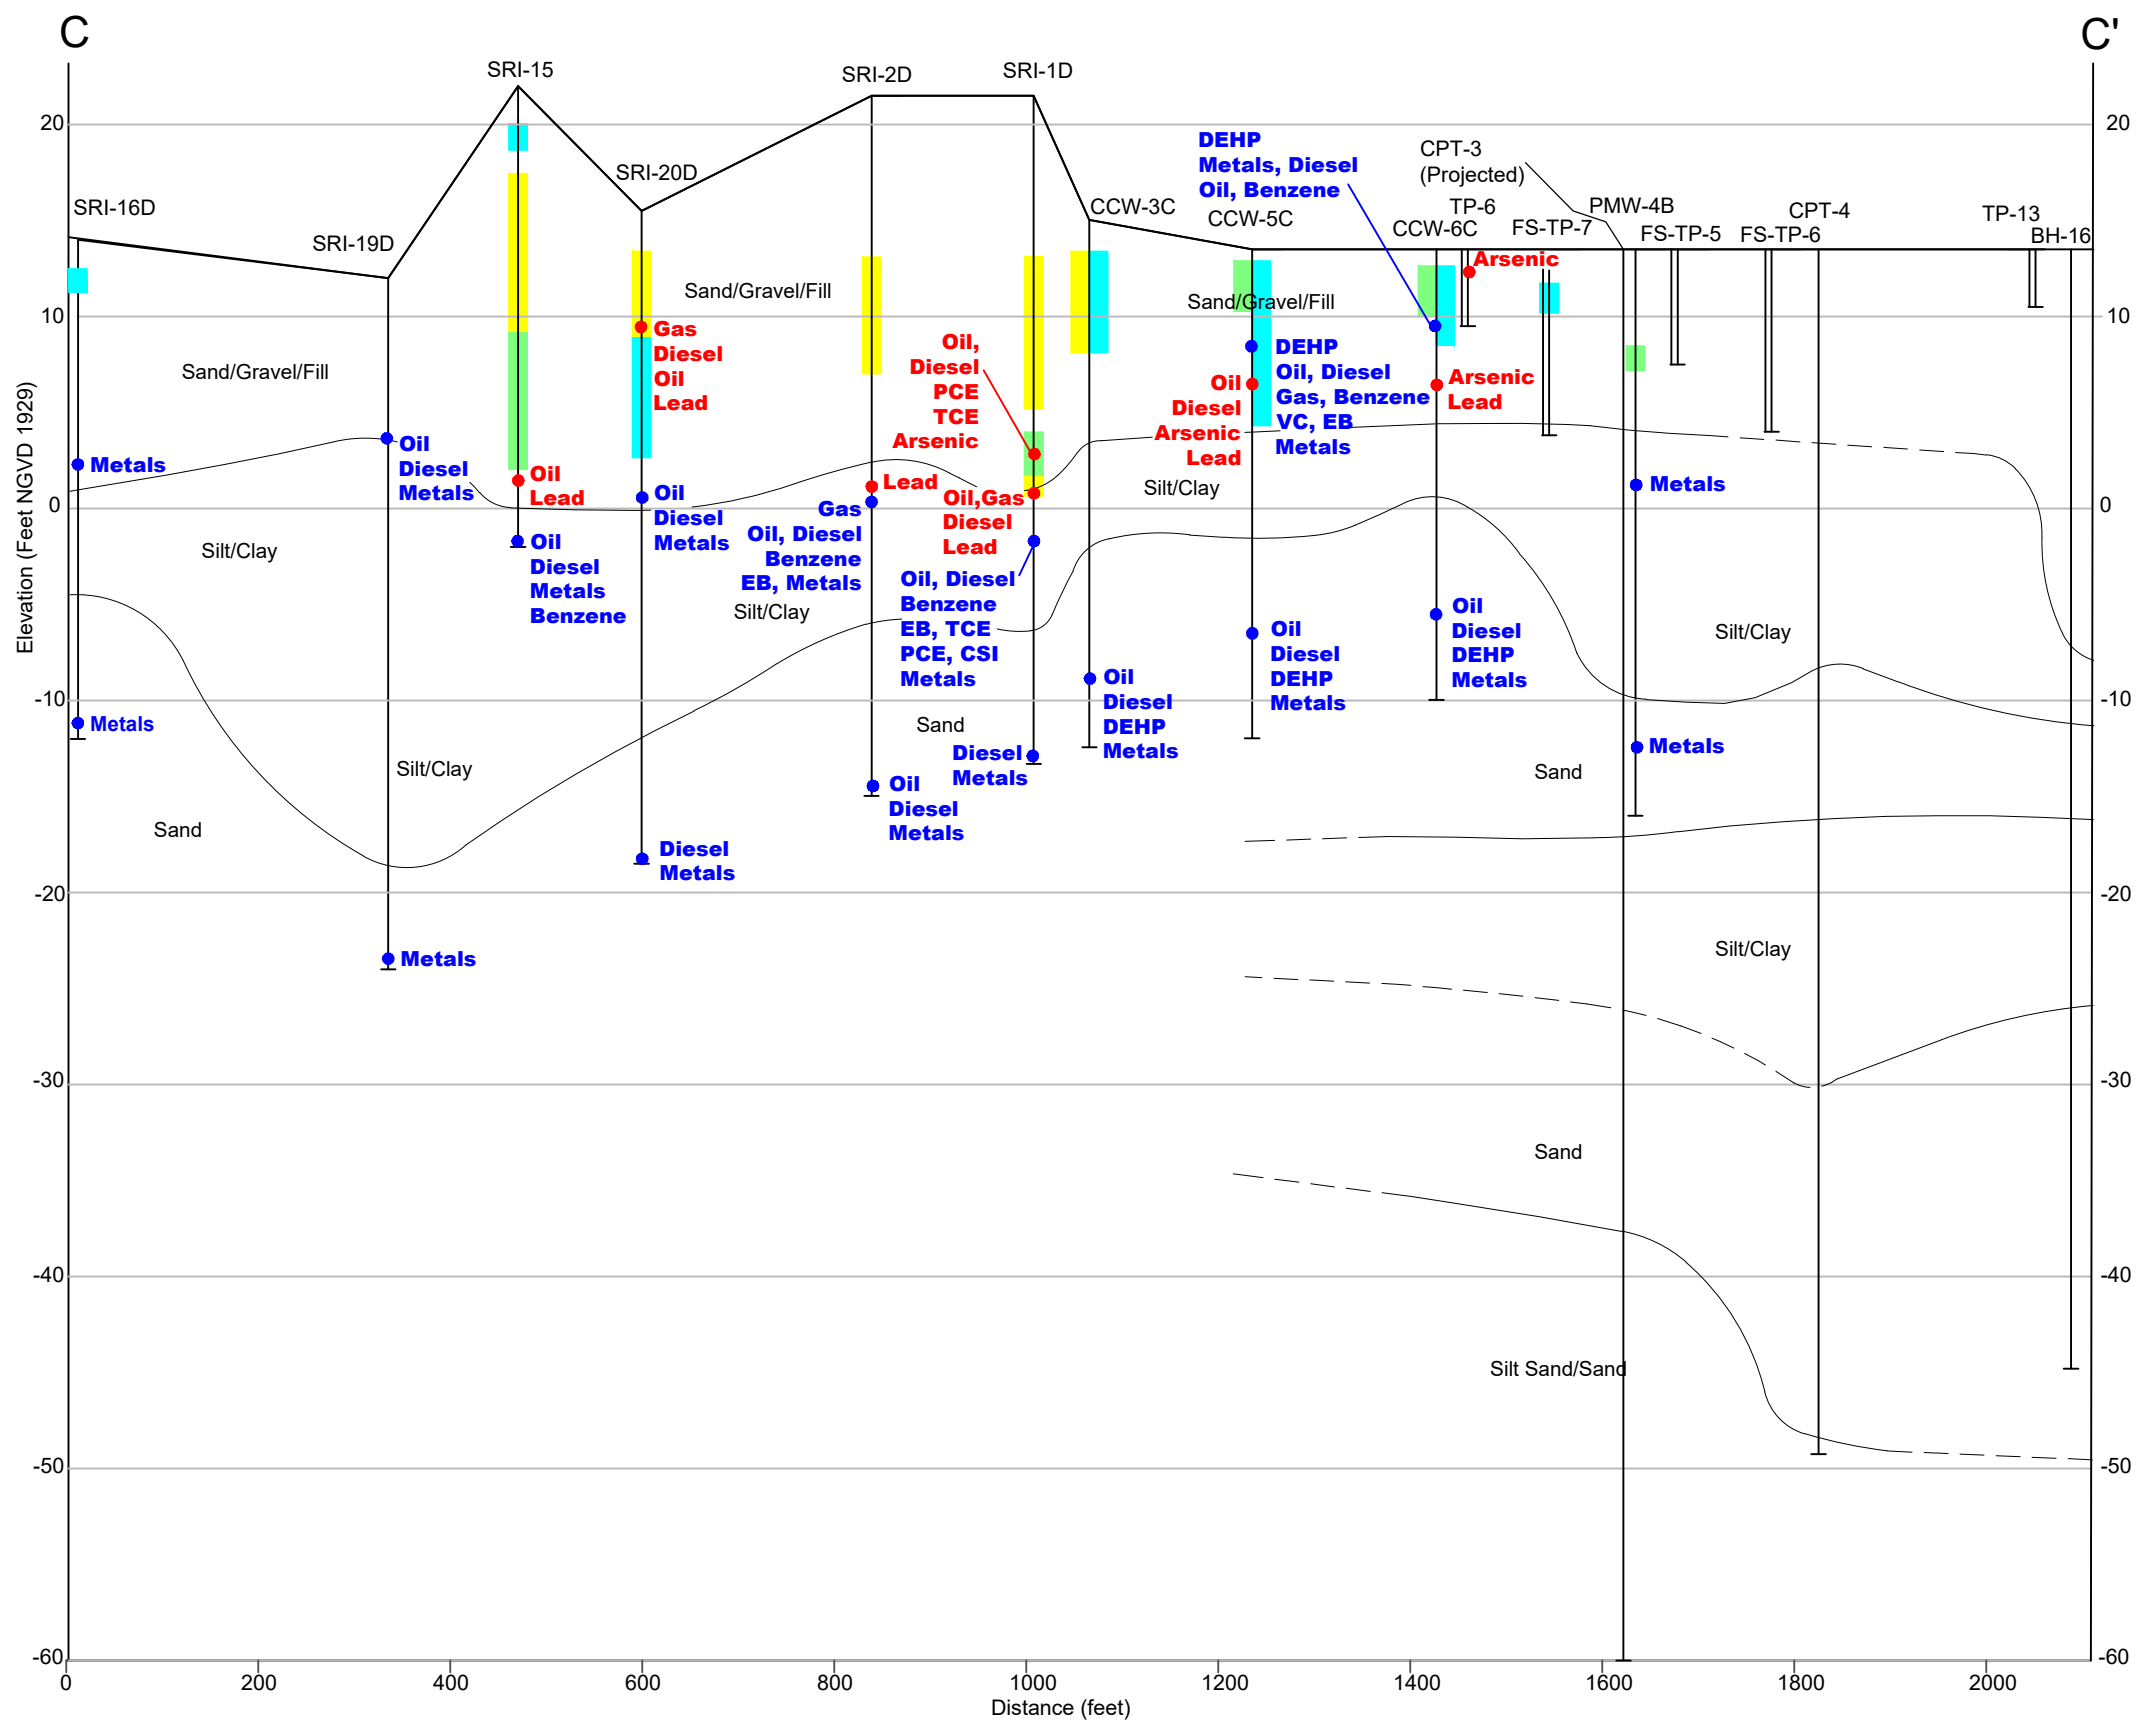 C
C'
SRI-15
SRI-2D
SRI-1D
20
20
DEHP
Metals, Diesel
Oil, Benzene
CPT-3
(Projected)
SRI-20D
SRI-16D
CCW-3C
CCW-5C
TP-6
CCW-6C
FS-TP-7
PMW-4B
FS-TP-5
FS-TP-6
CPT-4
TP-13
BH-16
SRI-19D
Arsenic
Sand/Gravel/Fill
Sand/Gravel/Fill
10
10
Gas
Diesel
Oil
Lead
Oil,
Diesel
PCE
TCE
Arsenic
DEHP
Oil, Diesel
Gas, Benzene
VC, EB
Metals
Oil
Diesel
Arsenic
Lead
Arsenic
Lead
Sand/Gravel/Fill
Elevation (Feet NGVD 1929)
Metals
Oil
Diesel
Metals
Oil
Lead
Oil
Diesel
Metals
Lead
Gas
Oil, Diesel
Benzene
EB, Metals
Oil,Gas
Diesel
Lead
Silt/Clay
Metals
0
0
Silt/Clay
Oil
Diesel
Metals
Benzene
Silt/Clay
Oil, Diesel
Benzene
EB, TCE
PCE, CSI
Metals
Oil
Diesel
DEHP
Metals
Oil
Diesel
DEHP
Metals
Oil
Diesel
DEHP
Metals
Silt/Clay
-10
-10
Metals
Sand
Diesel
Metals
Metals
Silt/Clay
Oil
Diesel
Metals
Sand
Sand
Diesel
Metals
-20
-20
Metals
Silt/Clay
-30
-30
Sand
-40
-40
Silt Sand/Sand
-50
-50
-60
-60
0
200
400
600
800
1000
1200
1400
1600
1800
2000
Distance (feet)